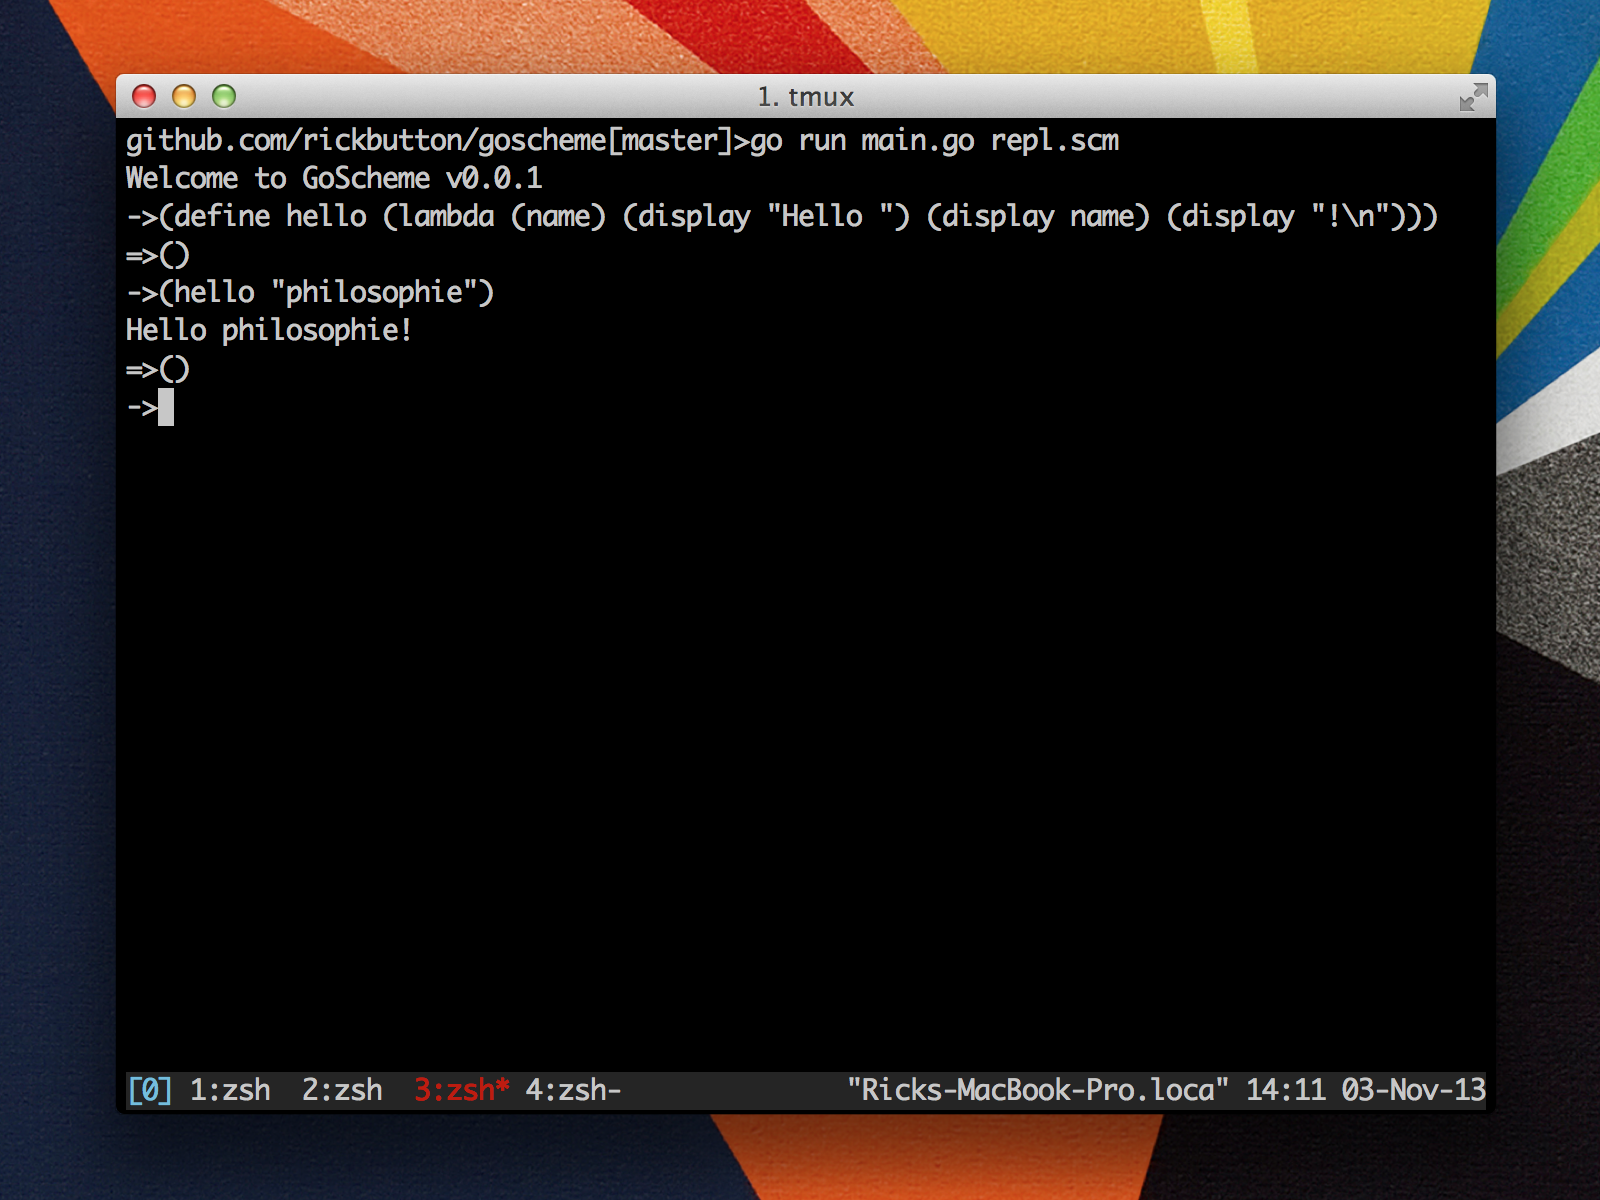 1. tmux
github.com/rickbutton/goscheme[master]>go run main.go repl.scm
Welcome to GoScheme v0.0.1
->(define hello (lambda (name) (display "Hello ") (display name) (display "!\n")))
=>()
->(hello "philosophie")
Hello philosophie!
=>()
->
[0] 1:zsh  2:zsh  3:zsh* 4:zsh-              "Ricks-MacBook-Pro.loca" 14:11 03-Nov-13